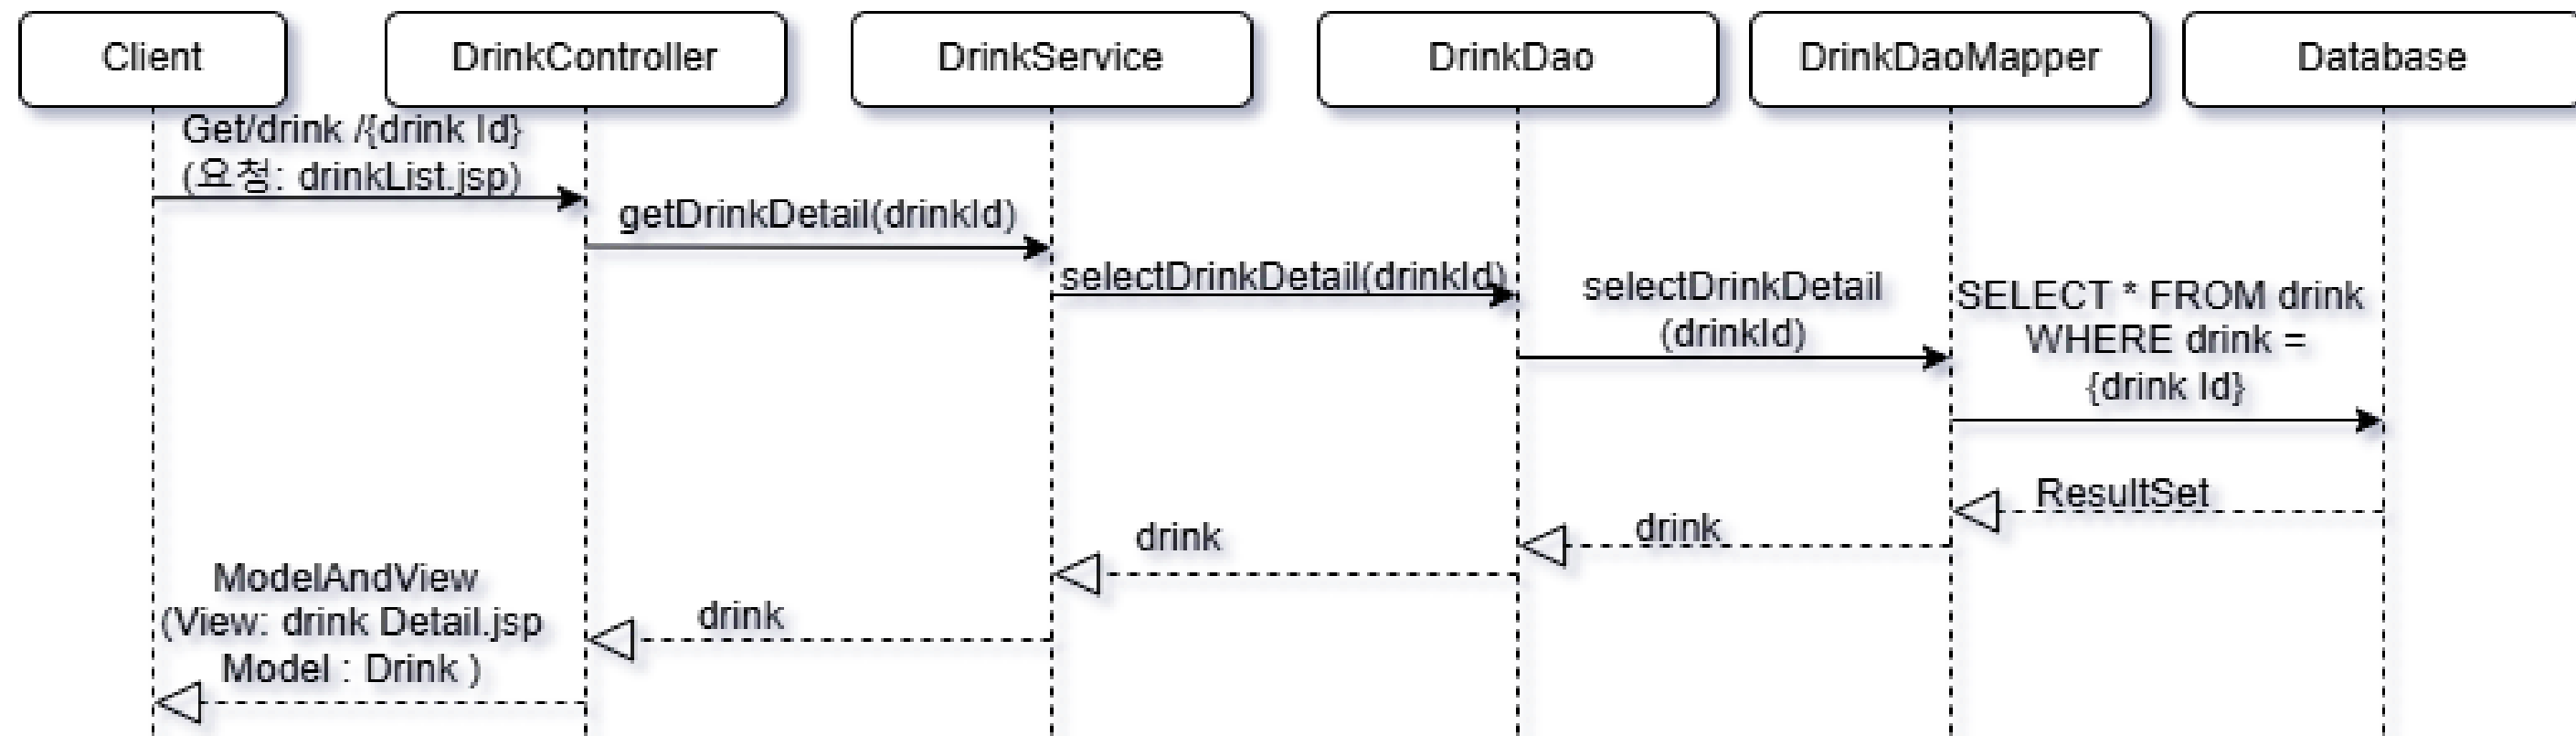 Client
DrinkController
DrinkService
DrinkDao
DrinkDaoMapper
Database
Get/drink /{drink Id}
(요청: drinkList.jsp)
getDrinkDetail(drinkId)
selectDrinkDetail(drinkId)
selectDrinkDetail
(drinkId)
SELECT * FROM drink
WHERE drink =
{drink Id}
ResultSet
drink
drink
drink
ModelAndView
(View: drink Detail.jsp
Model : Drink )